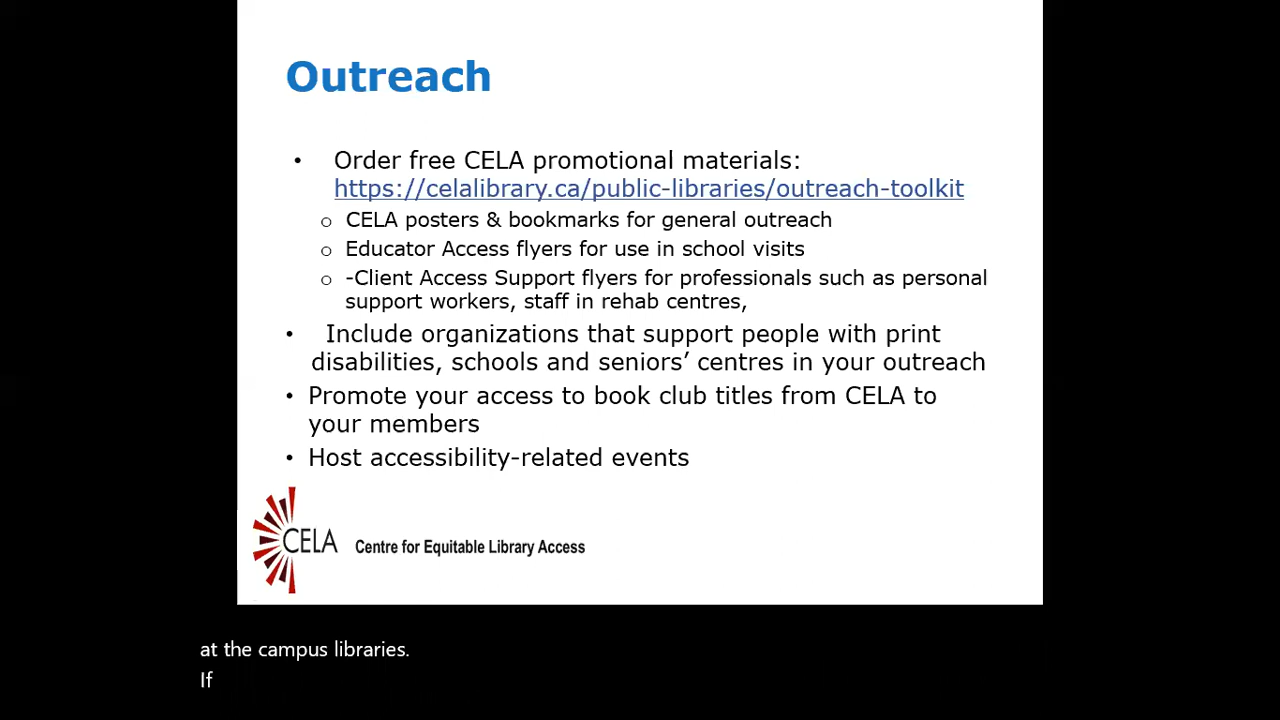 Outreach
• Order free CELA promotional materials:
https://celalibrary.ca/public-libraries/outreach-toolkit
o CELA posters & bookmarks for general outreach
o Educator Access flyers for use in school visits
o -Client Access Support flyers for professionals such as personal
support workers, staff in rehab centres,
• Include organizations that support people with print
disabilities, schools and seniors’ centres in your outreach
• Promote your access to book club titles from CELA to
your members
• Host accessibility-related events
CELA Centre for Equitable Library Access
at the campus libraries.
If